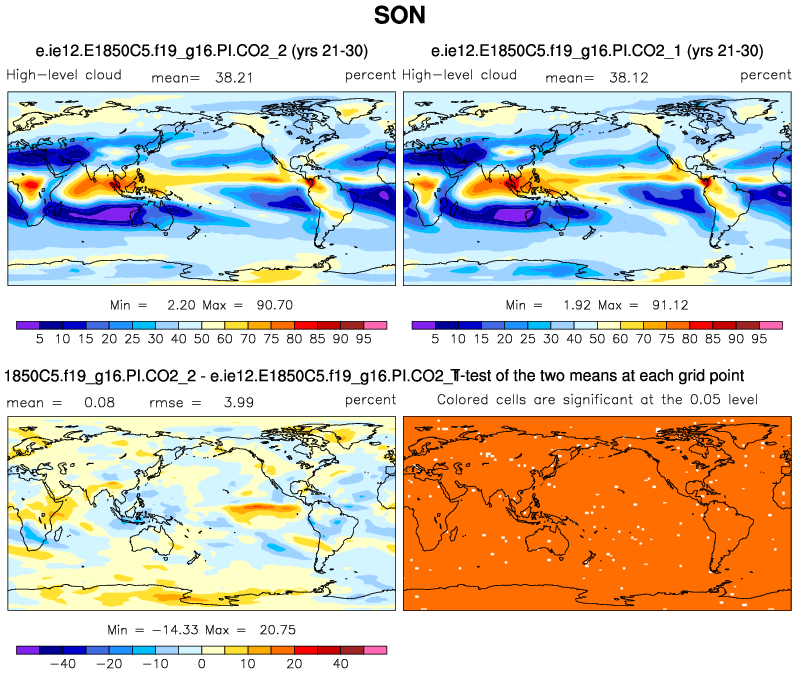 SON
e.ie12.E1850C5.f19_g16.PI.CO2_2 (yrs 21-30)
High-level cloud mean= 38.21 percent
e.ie12.E1850C5.f19_g16.PI.CO2_1 (yrs 21-30)
High-level cloud mean= 38.12 percent
Min = 2.20 Max = 90.70
5 10 15 20 25 30 40 50 60 70 75 80 85 90 95
Min = 1.92 Max = 91.12
5 10 15 20 25 30 40 50 60 70 75 80 85 90 95
1850C5.f19_g16.PI.CO2_2 - e.ie12.E1850C5.f19_g16.PI.CO2_
mean = 0.08 rmse = 3.99 percent
T-test of the two means at each grid point
Colored cells are significant at the 0.05 level
Min = -14.33 Max = 20.75
-40 -20 -10 0 10 20 40